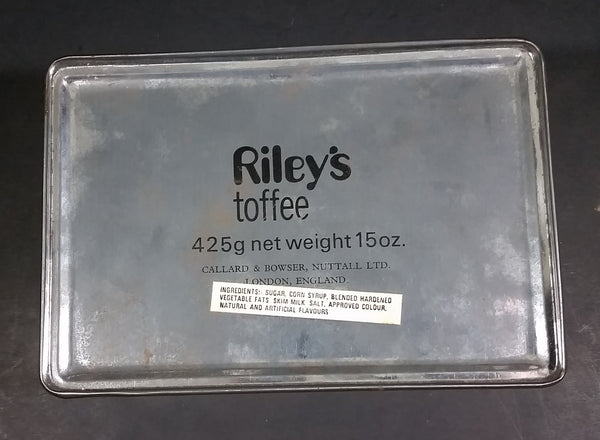 Riley's
toffee
425g net weight 15oz.
CALLARD & BOWSER, NUTTALL LTD.
LONDON, ENGLAND.
INGREDIENTS:- SUGAR, CORN SYRUP, BLENDED HARDENED
VEGETABLE FATS. SKIM MILK. SALT, APPROVED COLOUR,
NATURAL AND ARTIFICIAL FLAVOURS